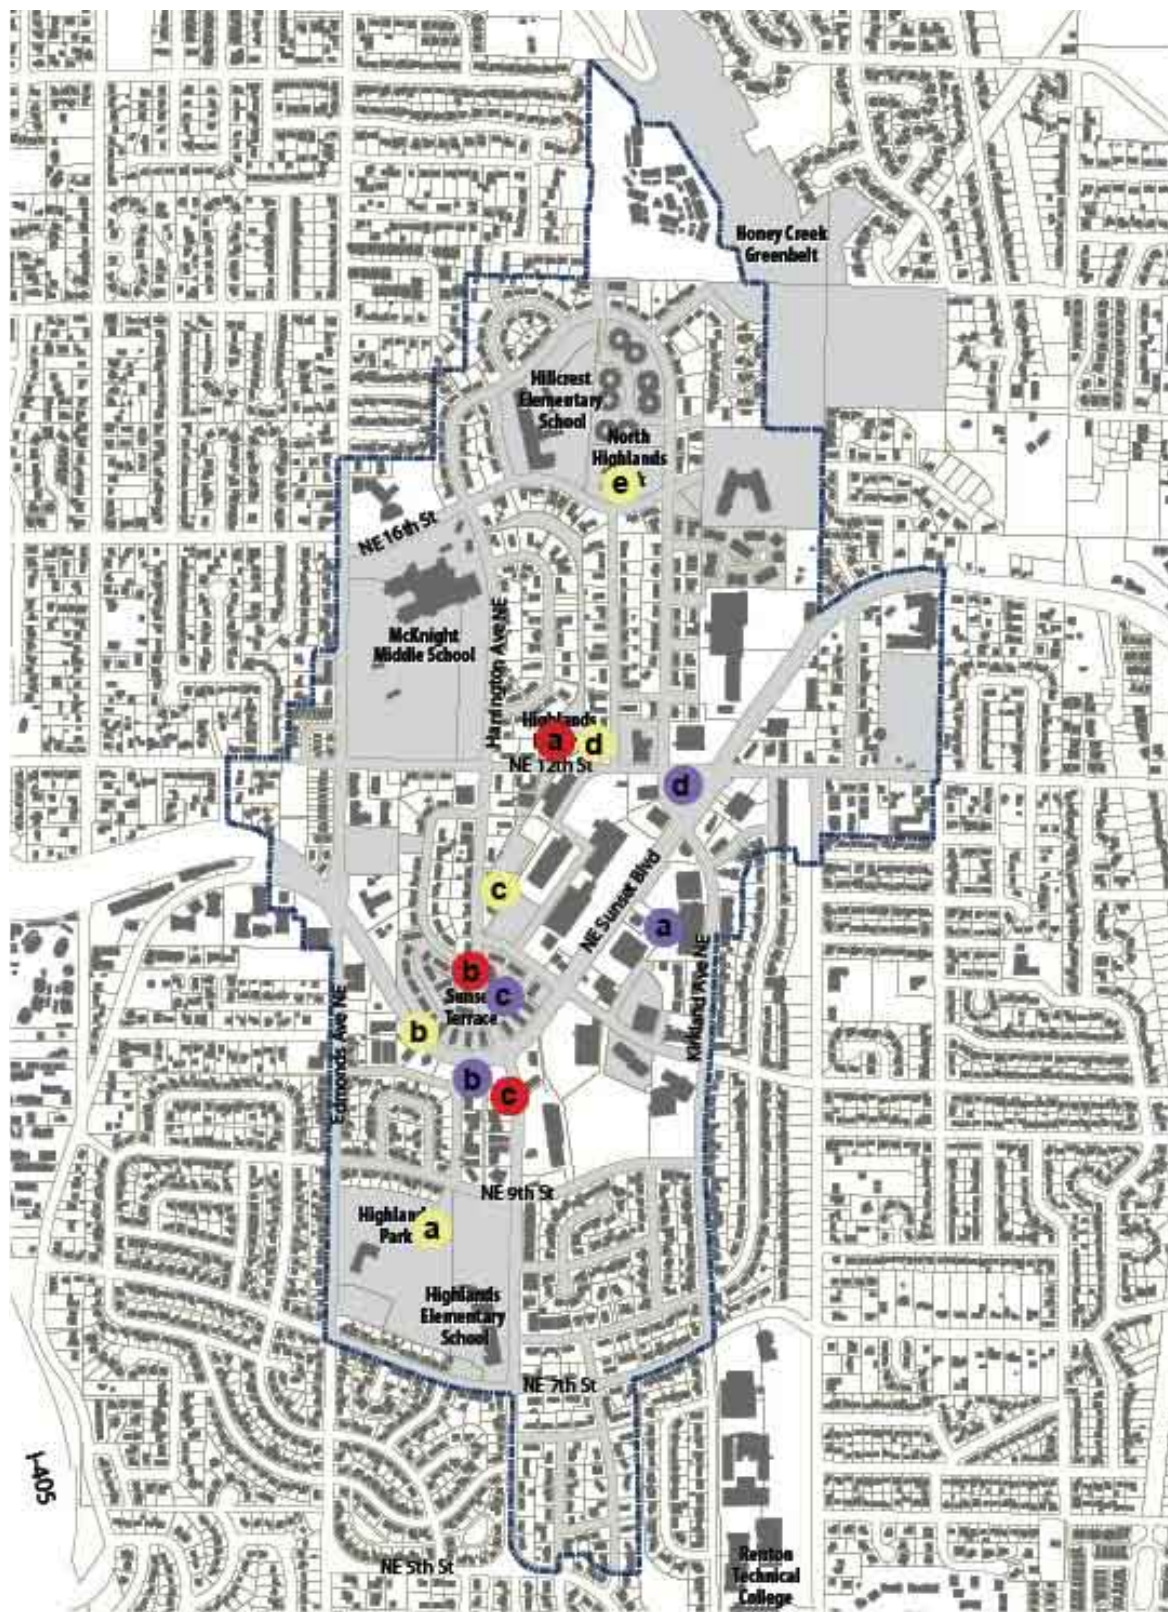 Honey Creek
Greenbelt
Hillcrest
Elementary
School
North
Highlands
e
NE 16th St
McKnight
Middle School
Harrington Ave NE
Highlands
a
d
NE 12th St
d
c
NE Sunset Blvd
a
b
c
Terrace
b
Kirkland Ave NE
Edmonds Ave NE
b
c
NE 9th St
Highland
Park
a
Highlands
Elementary
School
NE 7th St
I-405
NE 5th St
Renton
Technical
College